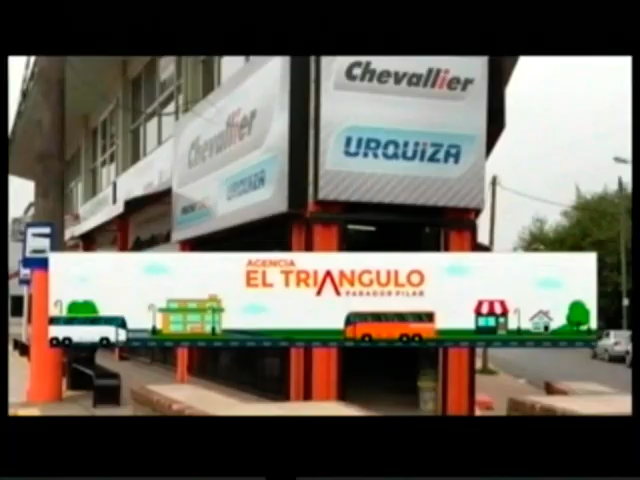 Chevallier
URQUIZA
Chevallier
URQUIZA
AGENCIA
EL TRIANGULO
PARADOR PILAR